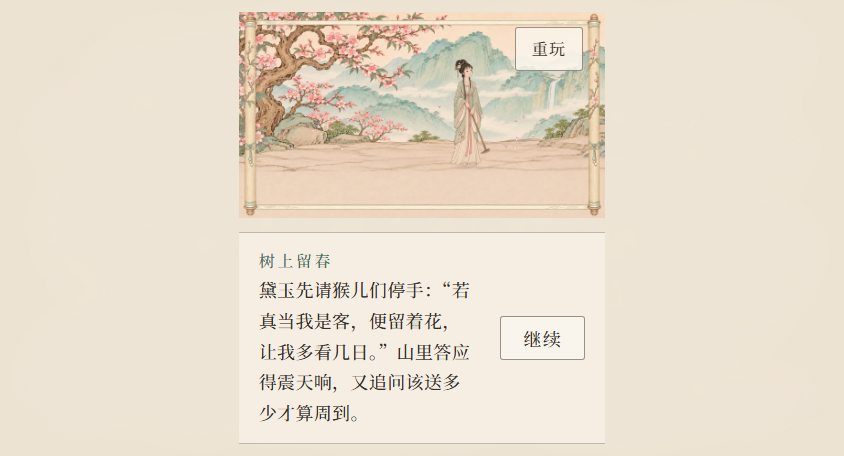 重玩
树上留春
黛玉先请猴儿们停手：“若
真当我是客，便留着花，
让我多看几日。”山里答应
得震天响，又追问该送多
少才算周到。
继续